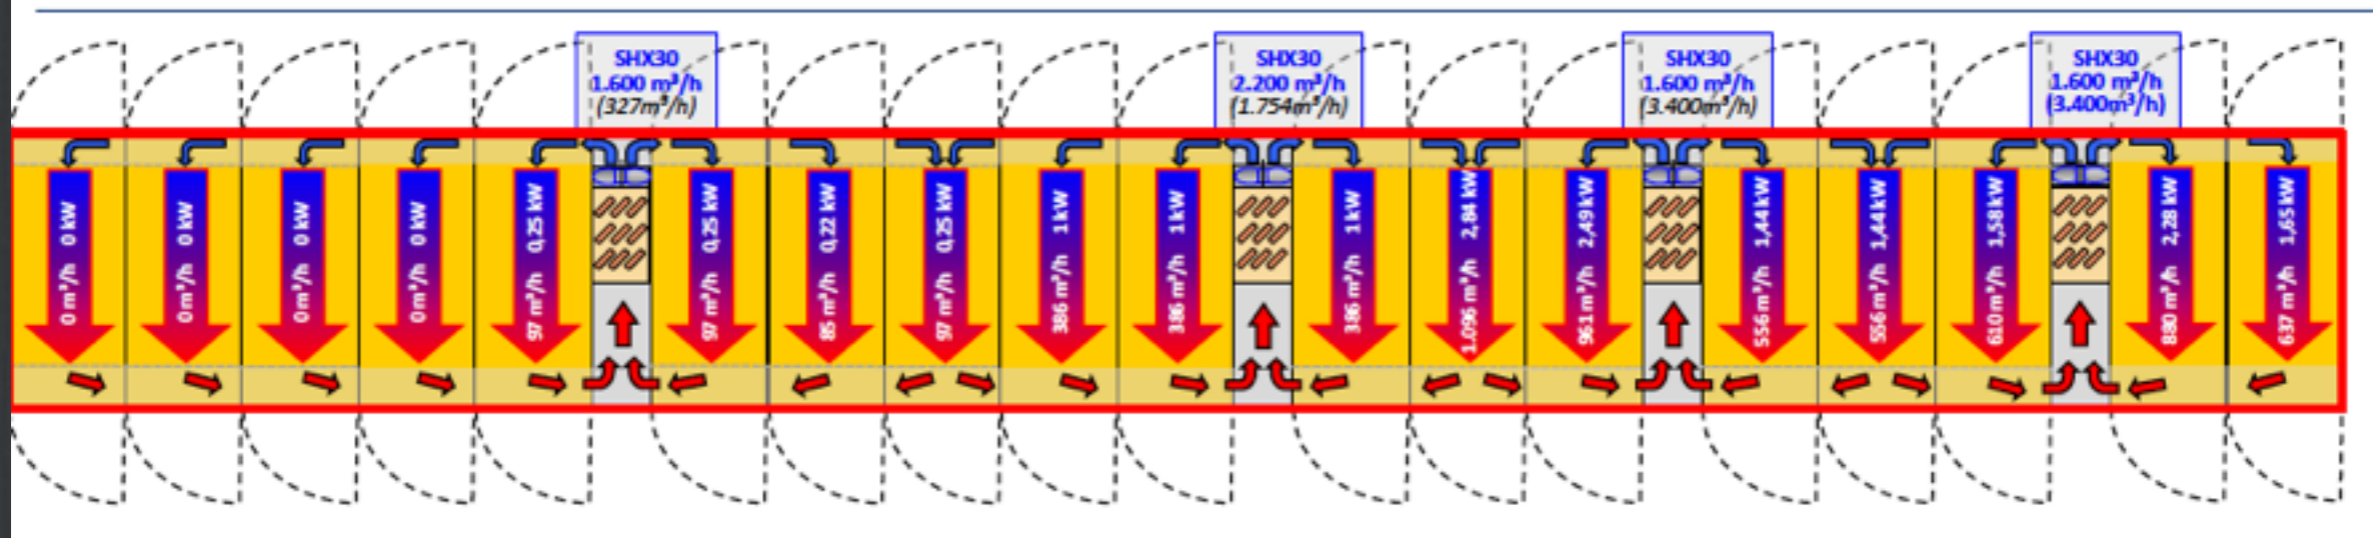 SHX30
1.600 m³/h
(327m³/h)
SHX30
2.200 m³/h
(1.754m³/h)
SHX30
1.600 m³/h
(3.400m³/h)
SHX30
1.600 m³/h
(3.400m³/h)
0 m³/h 0 kW
0 m³/h 0 kW
0 m³/h 0 kW
0 m³/h 0 kW
97 m³/h 0,25 kW
97 m³/h 0,25 kW
85 m³/h 0,22 kW
97 m³/h 0,25 kW
386 m³/h 1 kW
386 m³/h 1 kW
386 m³/h 1 kW
1.096 m³/h 2,84 kW
961 m³/h 2,49 kW
556 m³/h 1,44 kW
556 m³/h 1,44 kW
610 m³/h 1,58 kW
880 m³/h 2,28 kW
637 m³/h 1,65 kW